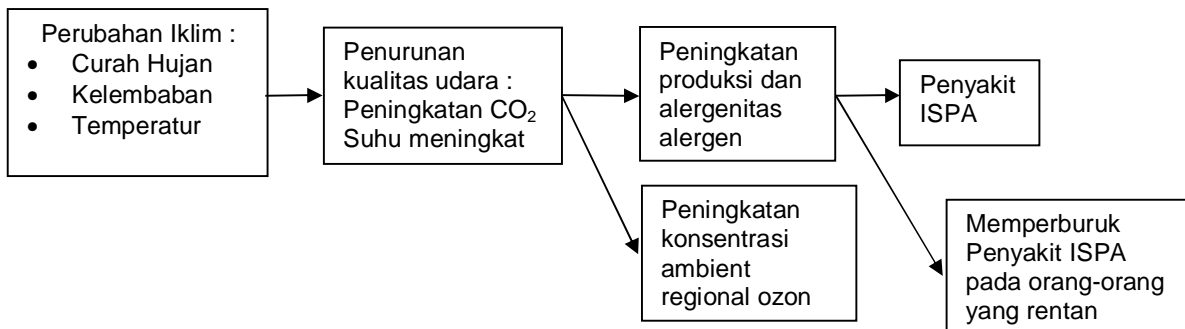 Perubahan Iklim :
• Curah Hujan
• Kelembaban
• Temperatur
Penurunan
kualitas udara :
Peningkatan CO₂
Suhu meningkat
Peningkatan
produksi dan
alergenitas
alergen
Penyakit
ISPA
Peningkatan
konsentrasi
ambient
regional ozon
Memperburuk
Penyakit ISPA
pada orang-orang
yang rentan